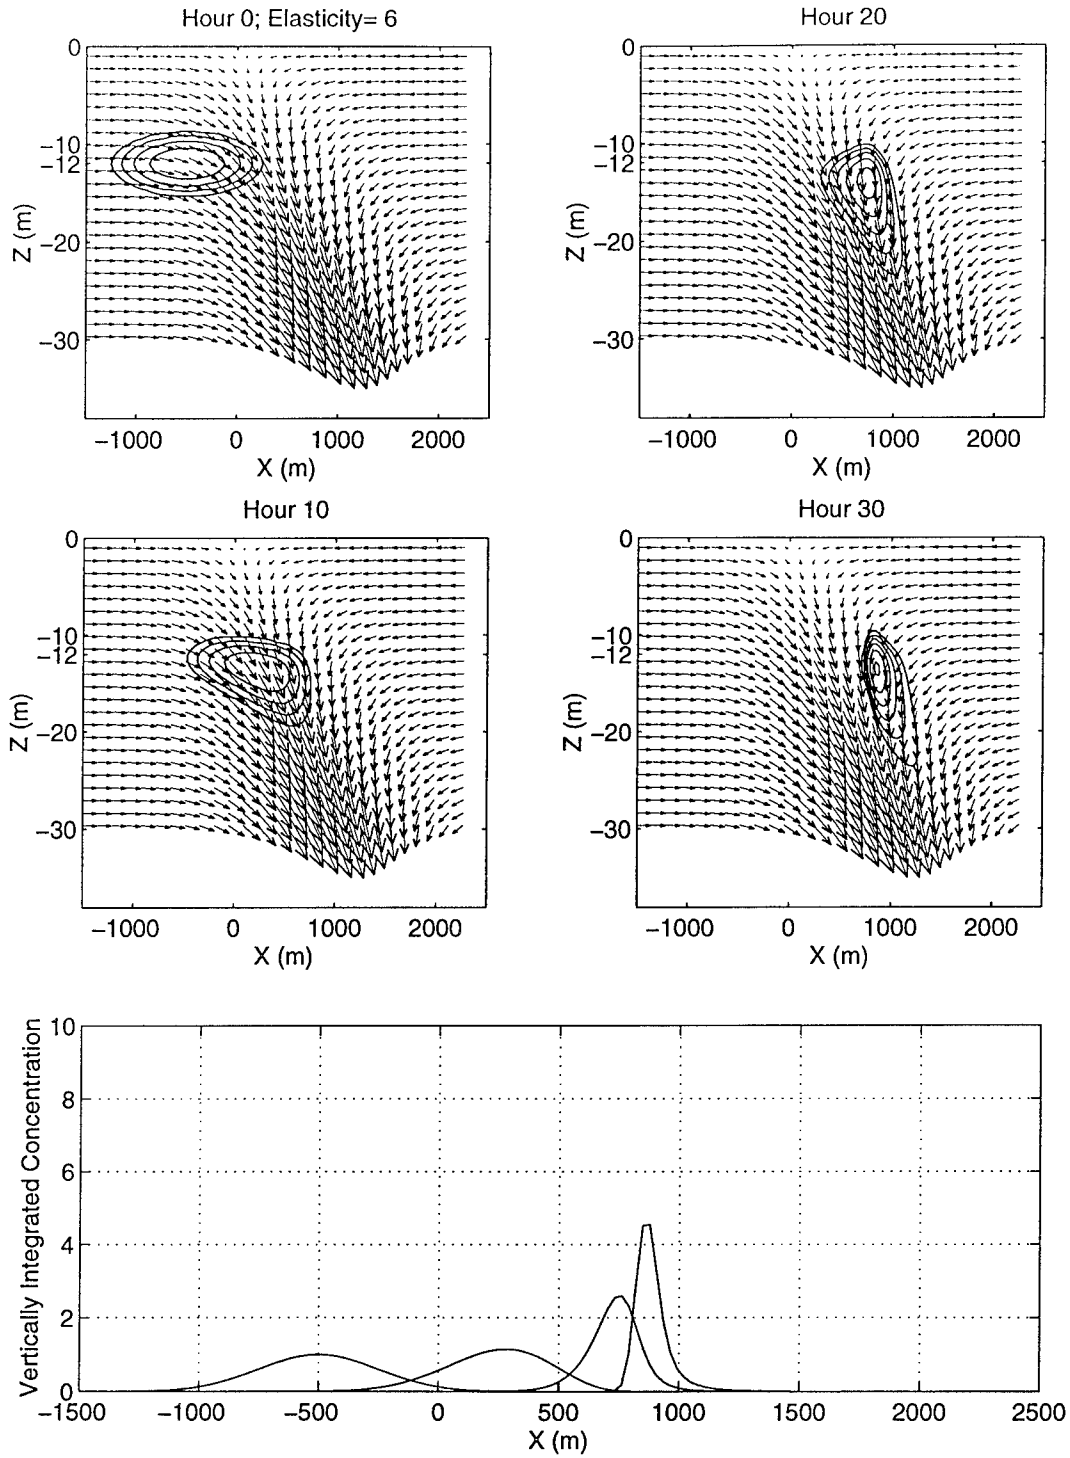 Hour 0; Elasticity= 6
0
−10
−12
−20
−30
Z (m)
−1000 0 1000 2000
X (m)
Hour 20
0
−10
−12
−20
−30
Z (m)
−1000 0 1000 2000
X (m)
Hour 10
0
−10
−12
−20
−30
Z (m)
−1000 0 1000 2000
X (m)
Hour 30
0
−10
−12
−20
−30
Z (m)
−1000 0 1000 2000
X (m)
Vertically Integrated Concentration
10
8
6
4
2
0
−1500 −1000 −500 0 500 1000 1500 2000 2500
X (m)